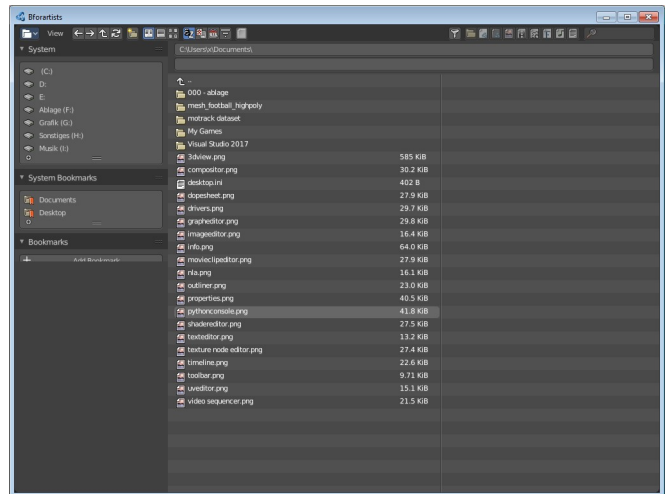 Bforartists
View
System
C:\Users\x\Documents\
(C:)
D:
E:
Ablage (F:)
Grafik (G:)
Sonstiges (H:)
Musik (I:)
System Bookmarks
Documents
Desktop
Bookmarks
Add Bookmark
..
000 - ablage
mesh_football_highpoly
motrack dataset
My Games
Visual Studio 2017
3dview.png 585 KiB
compositor.png 30.2 KiB
desktop.ini 402 B
dopesheet.png 27.9 KiB
drivers.png 29.7 KiB
grapheditor.png 29.8 KiB
imageeditor.png 16.4 KiB
info.png 64.0 KiB
movieclipeditor.png 27.9 KiB
nla.png 16.1 KiB
outliner.png 23.0 KiB
properties.png 40.5 KiB
pythonconsole.png 41.8 KiB
shadereditor.png 27.5 KiB
texteditor.png 13.2 KiB
texture node editor.png 27.4 KiB
timeline.png 22.6 KiB
toolbar.png 9.71 KiB
uveditor.png 15.1 KiB
video sequencer.png 21.5 KiB